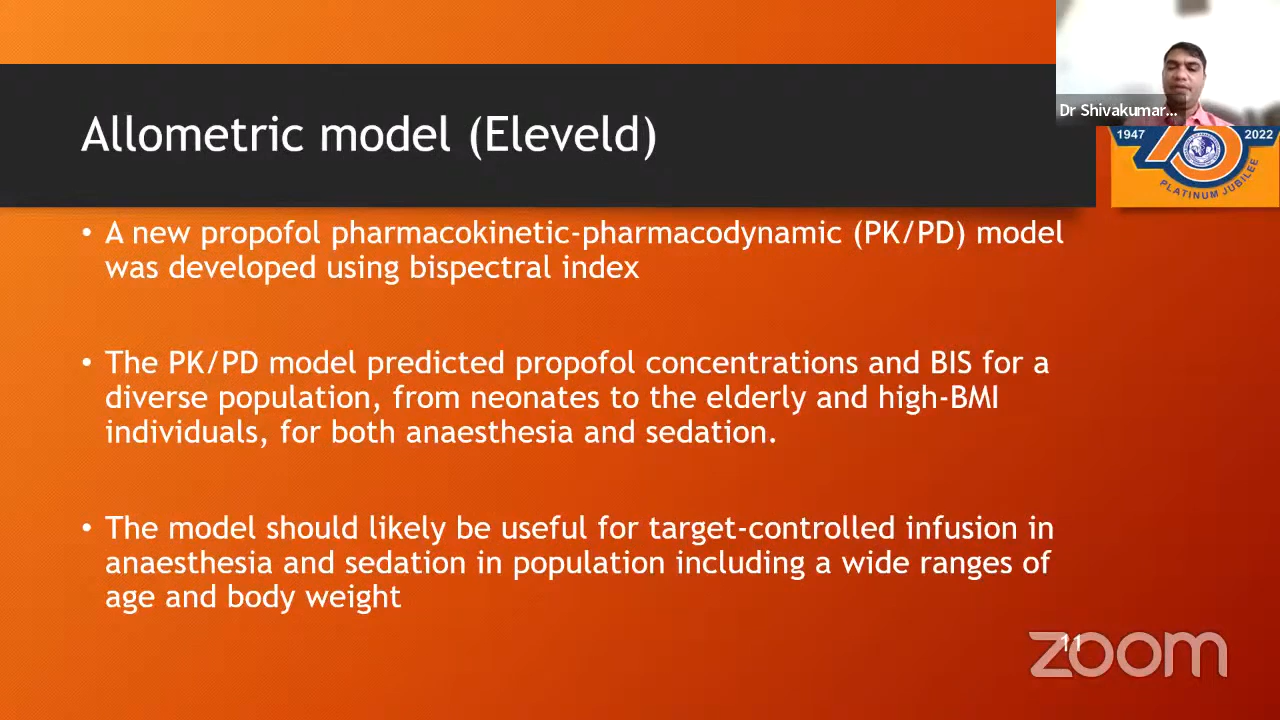 Dr Shivakumar...
1947
75
2022
PLATINUM JUBILEE
Allometric model (Eleveld)
• A new propofol pharmacokinetic-pharmacodynamic (PK/PD) model
was developed using bispectral index
• The PK/PD model predicted propofol concentrations and BIS for a
diverse population, from neonates to the elderly and high-BMI
individuals, for both anaesthesia and sedation.
• The model should likely be useful for target-controlled infusion in
anaesthesia and sedation in population including a wide ranges of
age and body weight
11
zoom